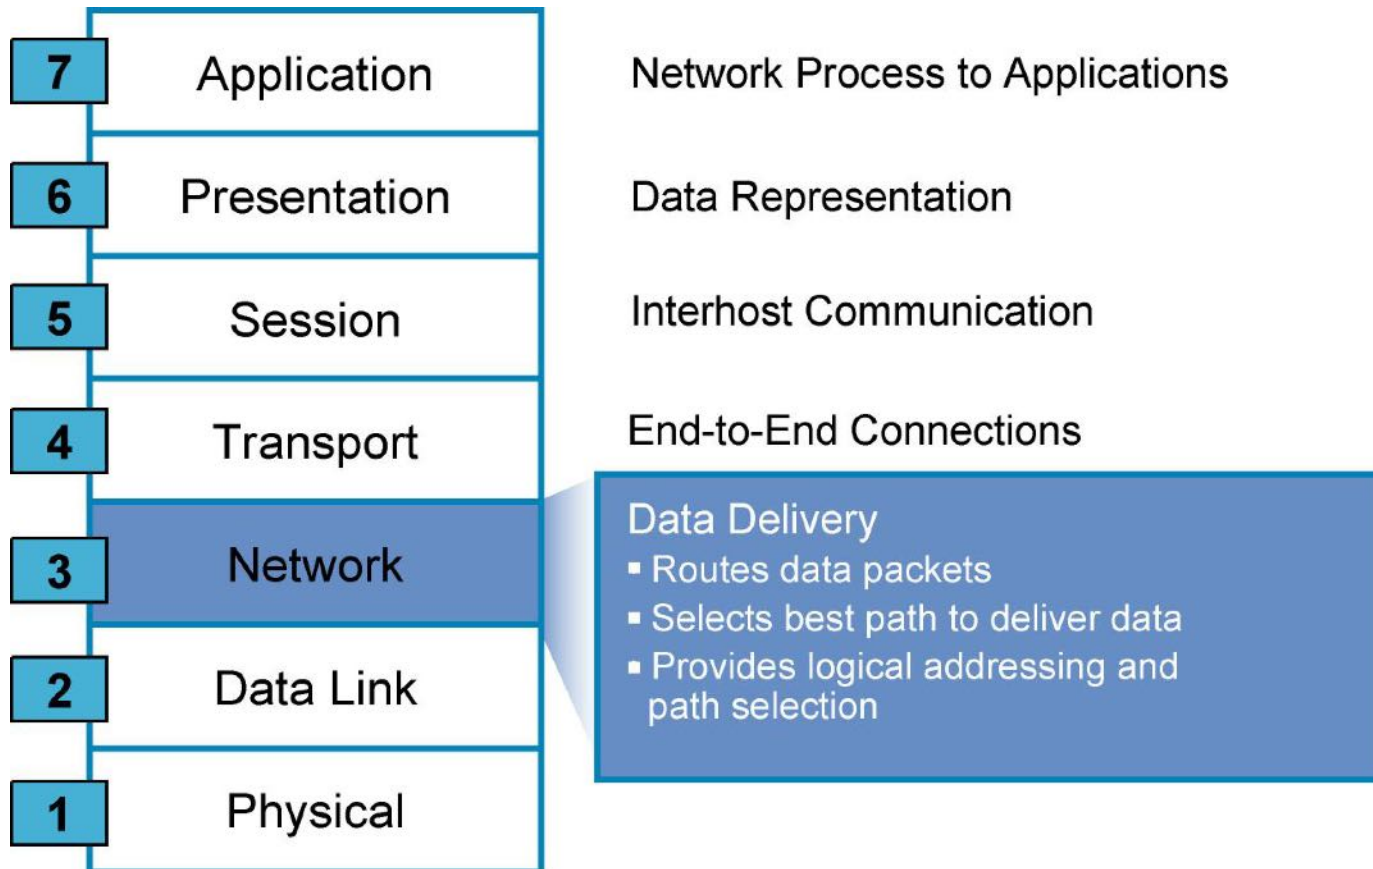 7 Application Network Process to Applications
6 Presentation Data Representation
5 Session Interhost Communication
4 Transport End-to-End Connections
3 Network
Data Delivery
▪ Routes data packets
▪ Selects best path to deliver data
▪ Provides logical addressing and
path selection
2 Data Link
1 Physical